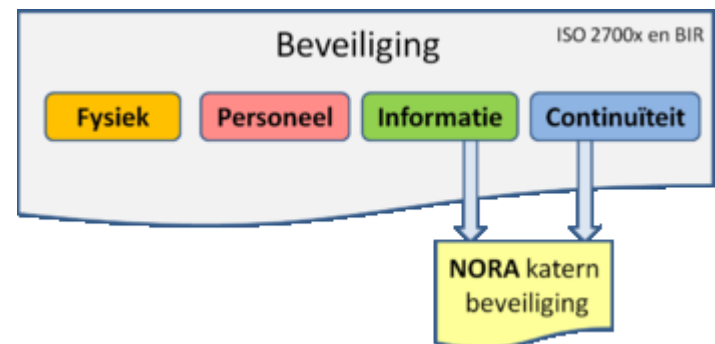 Beveiliging
ISO 2700x en BIR
Fysiek
Personeel
Informatie
Continuïteit
NORA katern
beveiliging